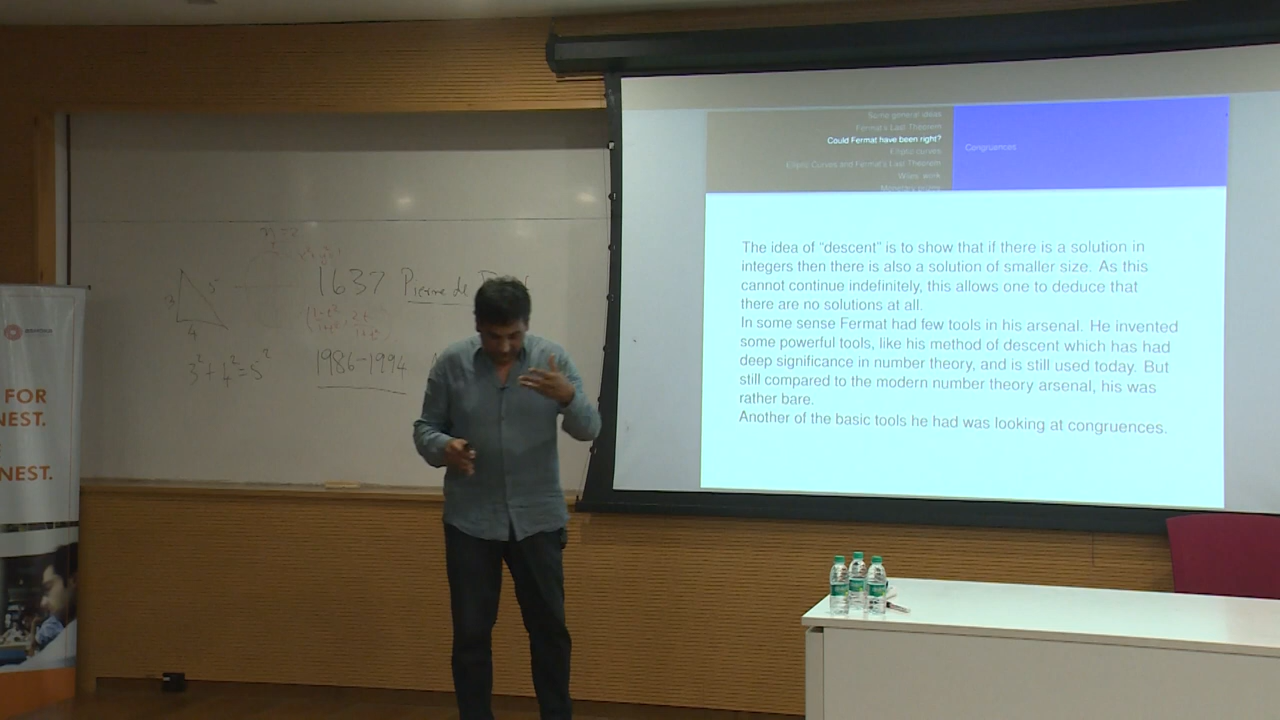 FOR
NEST.
NEST.
n=2
3
5
4
3²+4²=5²
1637 Pierre de
1986-1994
Some general ideas
Fermat's Last Theorem
Could Fermat have been right?
Elliptic curves
Elliptic Curves and Fermat's Last Theorem
Wiles' work
Congruences
The idea of "descent" is to show that if there is a solution in
integers then there is also a solution of smaller size. As this
cannot continue indefinitely, this allows one to deduce that
there are no solutions at all.
In some sense Fermat had few tools in his arsenal. He invented
some powerful tools, like his method of descent which has had
deep significance in number theory, and is still used today. But
still compared to the modern number theory arsenal, his was
rather bare.
Another of the basic tools he had was looking at congruences.